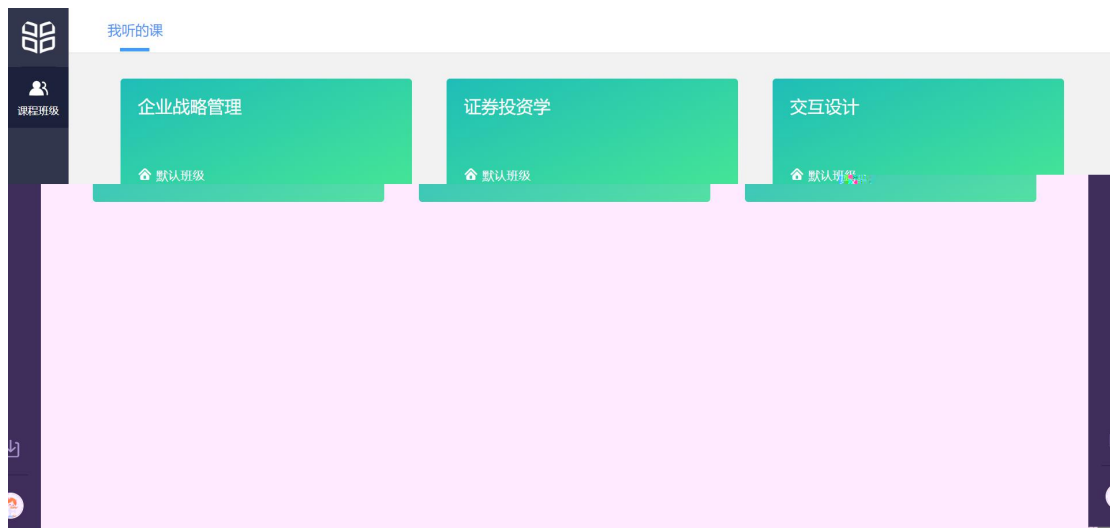 我听的课
课程班级
企业战略管理
证券投资学
交互设计
默认班级
默认班级
默认班级